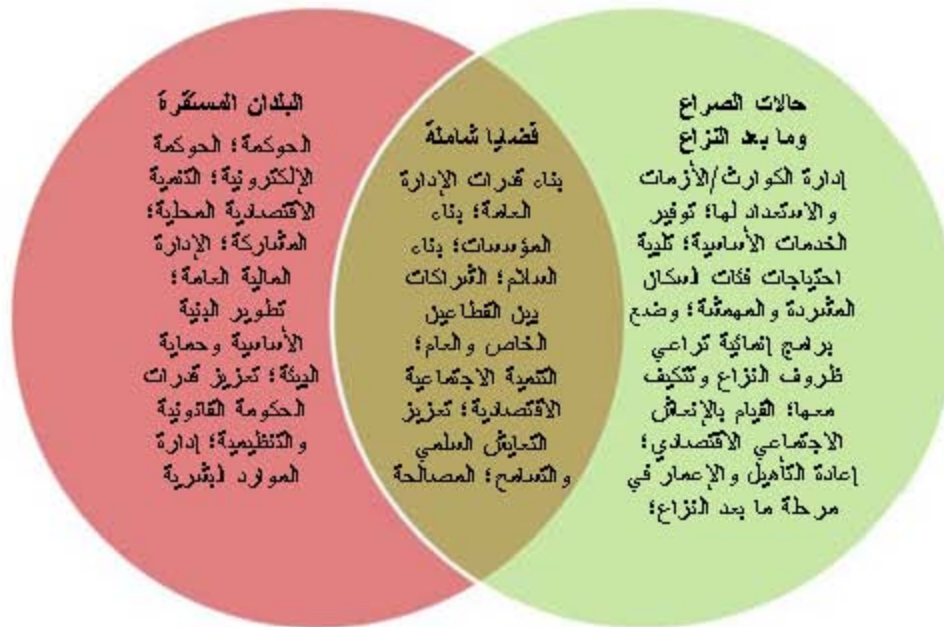 حالات الصراع
وما بعد النزاع
إدارة الكوارث/الأزمات
والاستعداد لها؛ توفير
الخدمات الأساسية؛ تلبية
احتياجات فئات السكان
المشردة والمهمشة؛ وضع
برامج إنمائية تراعي
ظروف النزاع وتتكيف
معها؛ القيام بالإنعاش
الاجتماعي الاقتصادي؛
إعادة التأهيل والإعمار في
مرحلة ما بعد النزاع؛
قضايا شاملة
بناء قدرات الإدارة
العامة؛ بناء
المؤسسات؛ بناء
السلام؛ الشراكات
بين القطاعين
الخاص والعام؛
التنمية الاجتماعية
الاقتصادية؛ تعزيز
التعايش السلمي
والتسامح؛ المصالحة
البلدان المستقرة
الحوكمة؛ الحوكمة
الإلكترونية؛ التنمية
الاقتصادية المحلية؛
المشاركة؛ الإدارة
المالية العامة؛
تطوير البنية
الأساسية وحماية
البيئة؛ تعزيز قدرات
الحكومة القانونية
والتنظيمية؛ إدارة
الموارد البشرية